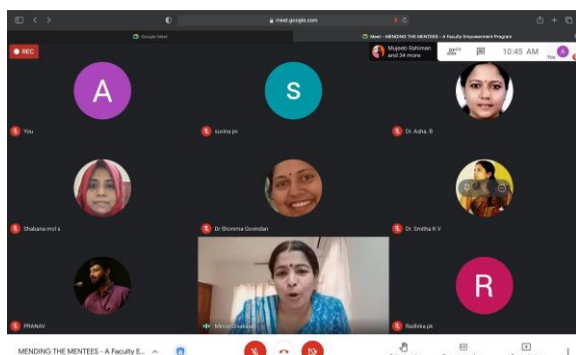 meet.google.com
Google Meet
Meet - MENDING THE MENTEES - A Faculty Empowerment Program
REC
Mujeeb Rahiman
and 34 more
10:45 AM
You
A
A
S
You
suvina pv
Dr. Asha. B
Shabana mol s
Dr Shonima Govindan
Dr. Smitha K V
R
PRANAV
Radhika pk
MENDING THE MENTEES - A Faculty E...